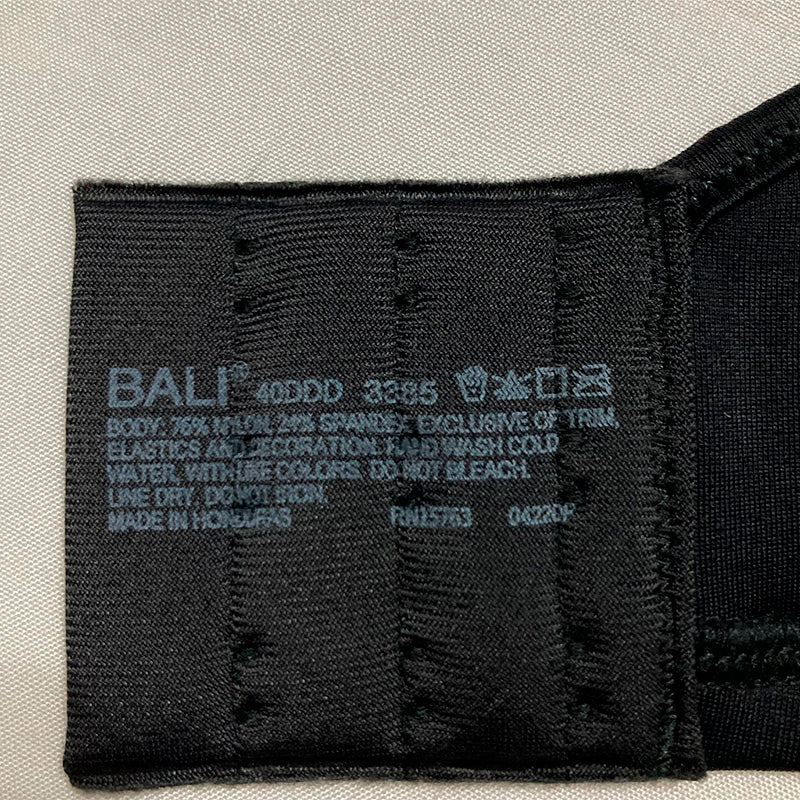 BALI® 40DDD 3385
BODY: 76% NYLON, 24% SPANDEX EXCLUSIVE OF TRIM,
ELASTICS AND DECORATION. HAND WASH COLD
WATER, WITH LIKE COLORS. DO NOT BLEACH.
LINE DRY. DO NOT IRON.
MADE IN HONDURAS RN15763